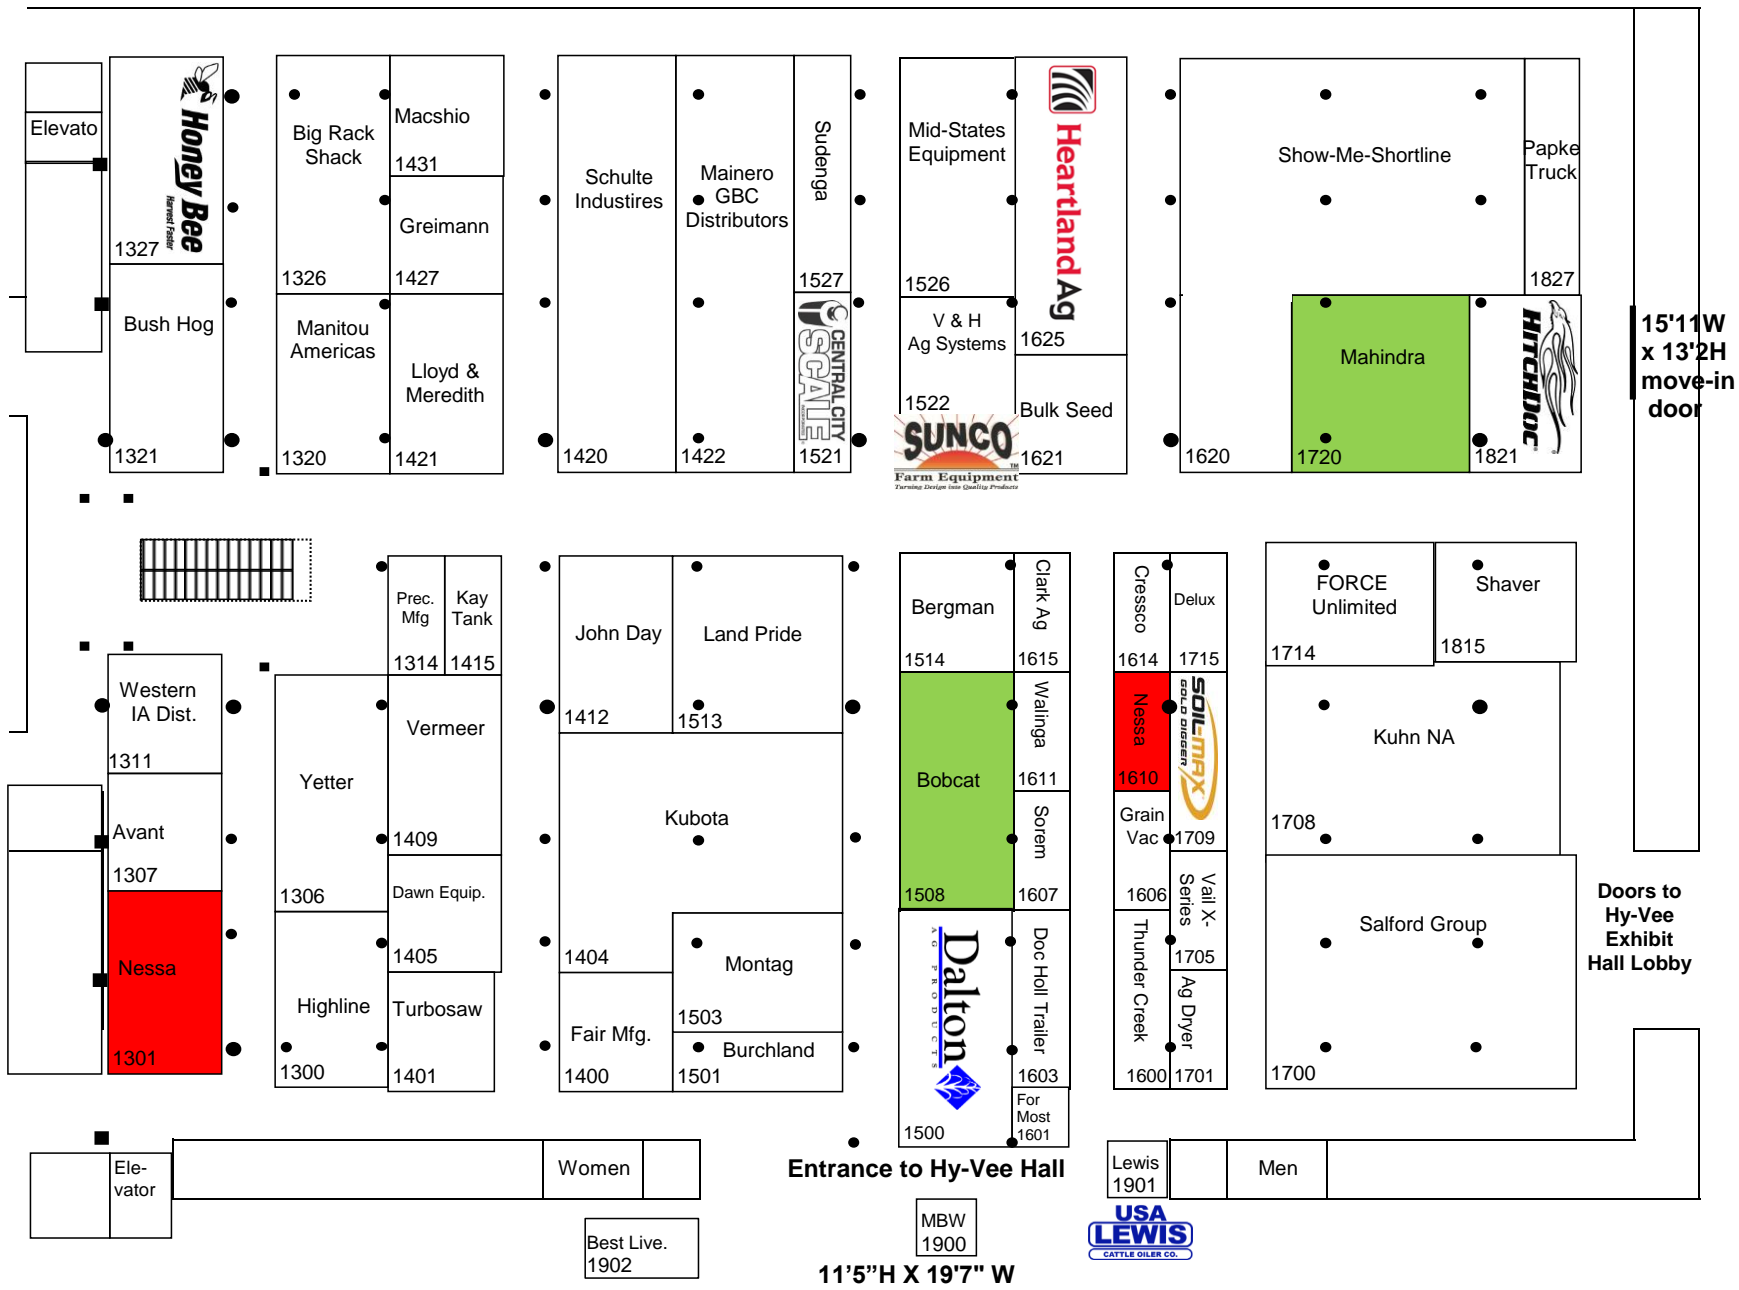 Elevato
Honey Bee
Harvest Faster
1327
Bush Hog
1321
Big Rack
Shack
1326
Macshio
1431
Greimann
1427
Manitou
Americas
1320
Lloyd &
Meredith
1421
Schulte
Industires
1420
Mainero
GBC
Distributors
1422
Sudenga
1527
CENTRAL CITY
SCALE
1521
Mid-States
Equipment
1526
Heartland Ag
1625
V & H
Ag Systems
1522
SUNCO
TM
Farm Equipment
Turning Design into Quality Products
Bulk Seed
1621
Show-Me-Shortline
1620
Papke
Truck
1827
Mahindra
1720
HITCHDOC
1821
15'11W
x 13'2H
move-in
door
Western
IA Dist.
1311
Avant
1307
Nessa
1301
Prec.
Mfg
1314
Kay
Tank
1415
Yetter
1306
Vermeer
1409
Dawn Equip.
1405
Highline
1300
Turbosaw
1401
John Day
1412
Land Pride
1513
Kubota
1404
Montag
1503
Fair Mfg.
1400
Burchland
1501
Bergman
1514
Clark Ag
1615
Bobcat
1508
Walinga
1611
Sorem
1607
Dalton
AG PRODUCTS
1500
Doc Holl Trailer
1603
For
Most
1601
Cressco
1614
Delux
1715
Nessa
1610
SOIL-MAX
GOLD DIGGER
1709
Grain
Vac
1606
Vail X-
Series
1705
Thunder Creek
1600
Ag Dryer
1701
FORCE
Unlimited
1714
Shaver
1815
Kuhn NA
1708
Salford Group
1700
Doors to
Hy-Vee
Exhibit
Hall Lobby
Ele-
vator
Women
Entrance to Hy-Vee Hall
Lewis
1901
Men
USA
LEWIS
CATTLE OILER CO.
MBW
1900
Best Live.
1902
11’5”H X 19'7" W